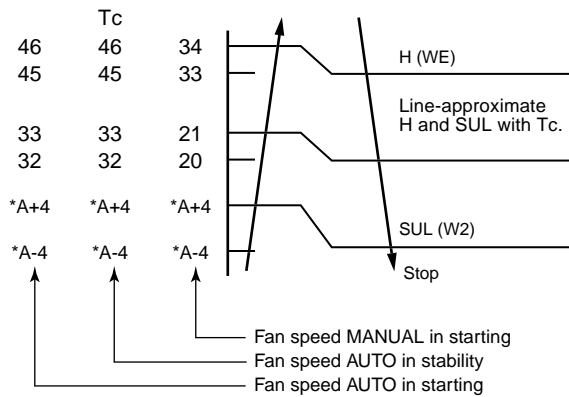 Tc
46 46 34
45 45 33
33 33 21
32 32 20
*A+4 *A+4 *A+4
*A-4 *A-4 *A-4
H (WE)
Line-approximate
H and SUL with Tc.
SUL (W2)
Stop
Fan speed MANUAL in starting
Fan speed AUTO in stability
Fan speed AUTO in starting